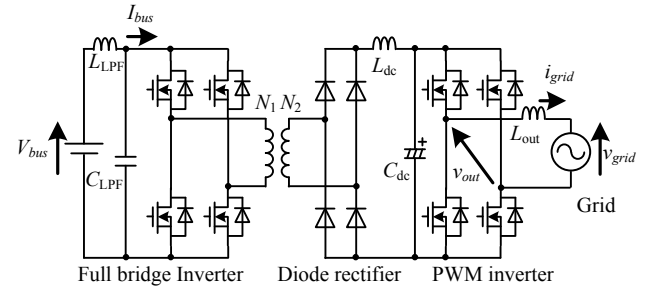 I_bus
L_LPF
L_dc
i_grid
N_1 N_2
V_bus
C_LPF
C_dc
+
v_out
L_out
v_grid
Grid
Full bridge Inverter
Diode rectifier
PWM inverter